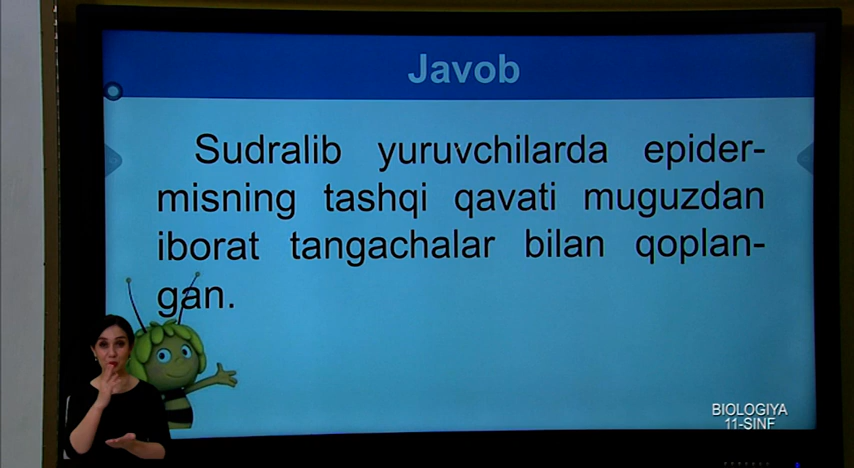 Javob
Sudralib yuruvchilarda epider-
misning tashqi qavati muguzdan
iborat tangachalar bilan qoplan-
gan.
BIOLOGIYA
11-SINF